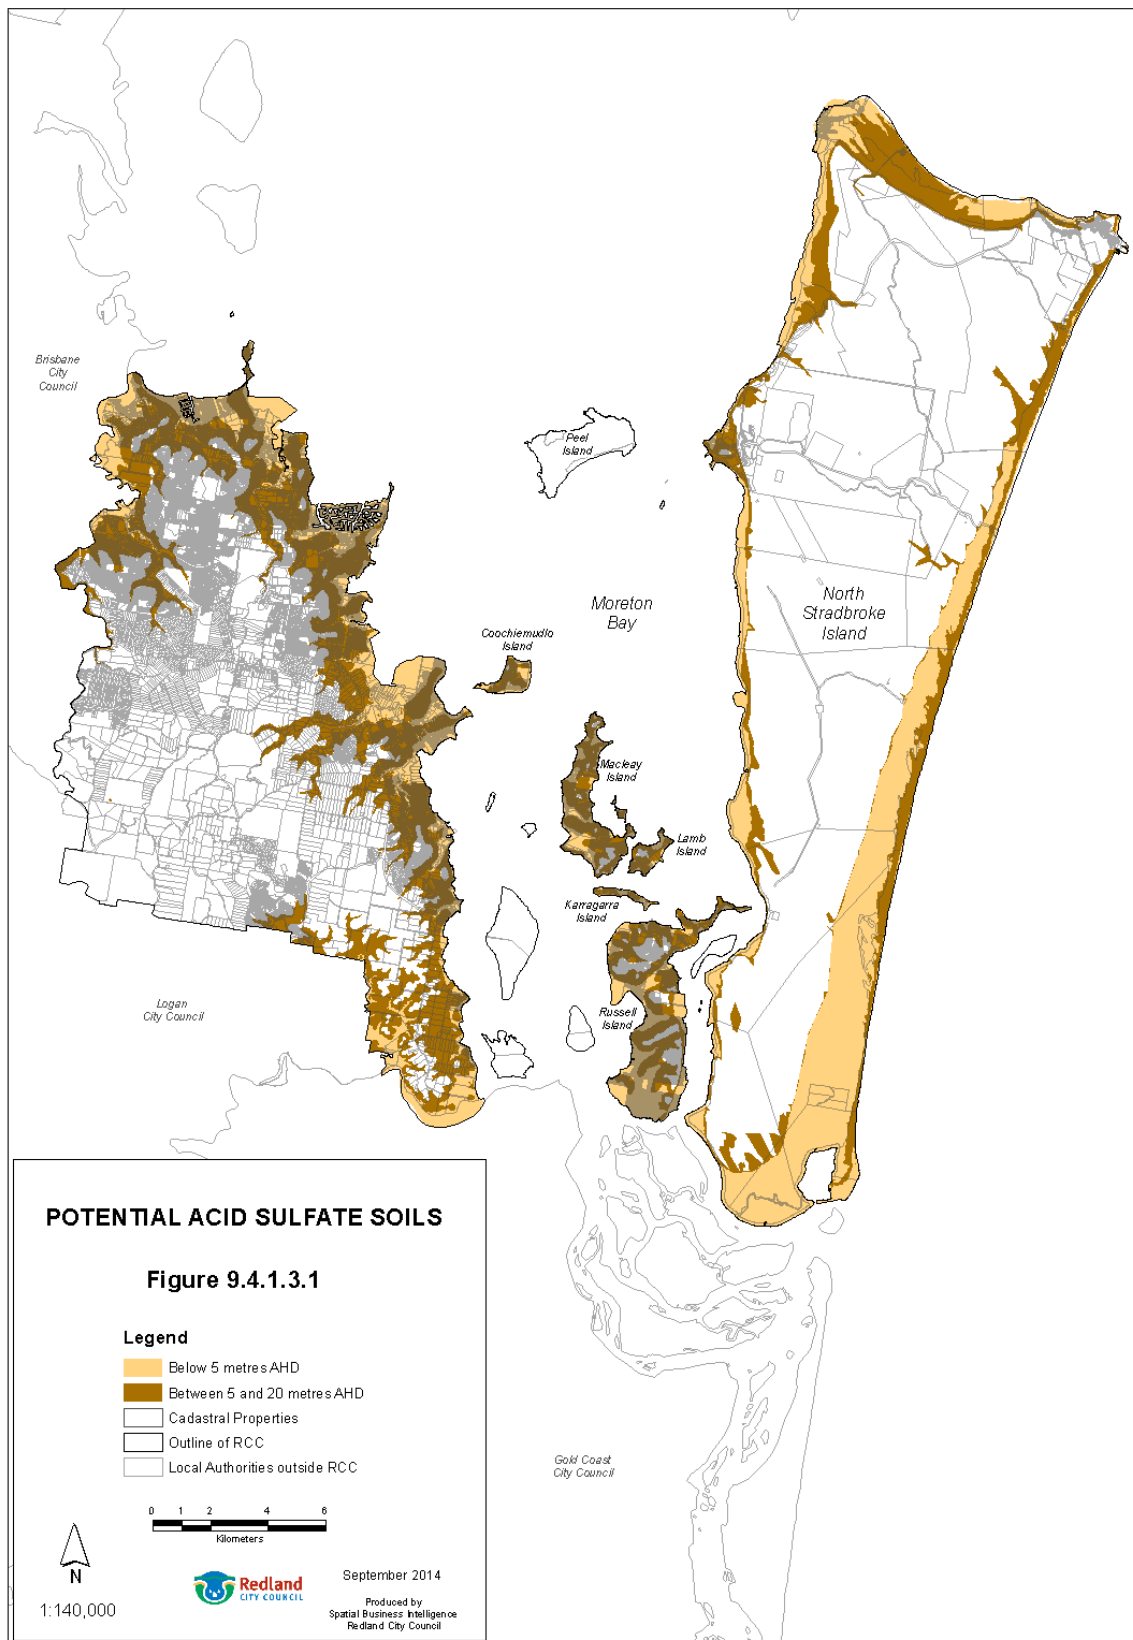 Brisbane
City
Council
Peel
Island
Moreton
Bay
North
Stradbroke
Island
Coochiemudlo
Island
Macleay
Island
Lamb
Island
Karragarra
Island
Russell
Island
Logan
City Council
Gold Coast
City Council
POTENTIAL ACID SULFATE SOILS
Figure 9.4.1.3.1
Legend
Below 5 metres AHD
Between 5 and 20 metres AHD
Cadastral Properties
Outline of RCC
Local Authorities outside RCC
0 1 2 4 6
Kilometers
N
1:140,000
Redland
CITY COUNCIL
September 2014
Produced by
Spatial Business Intelligence
Redland City Council